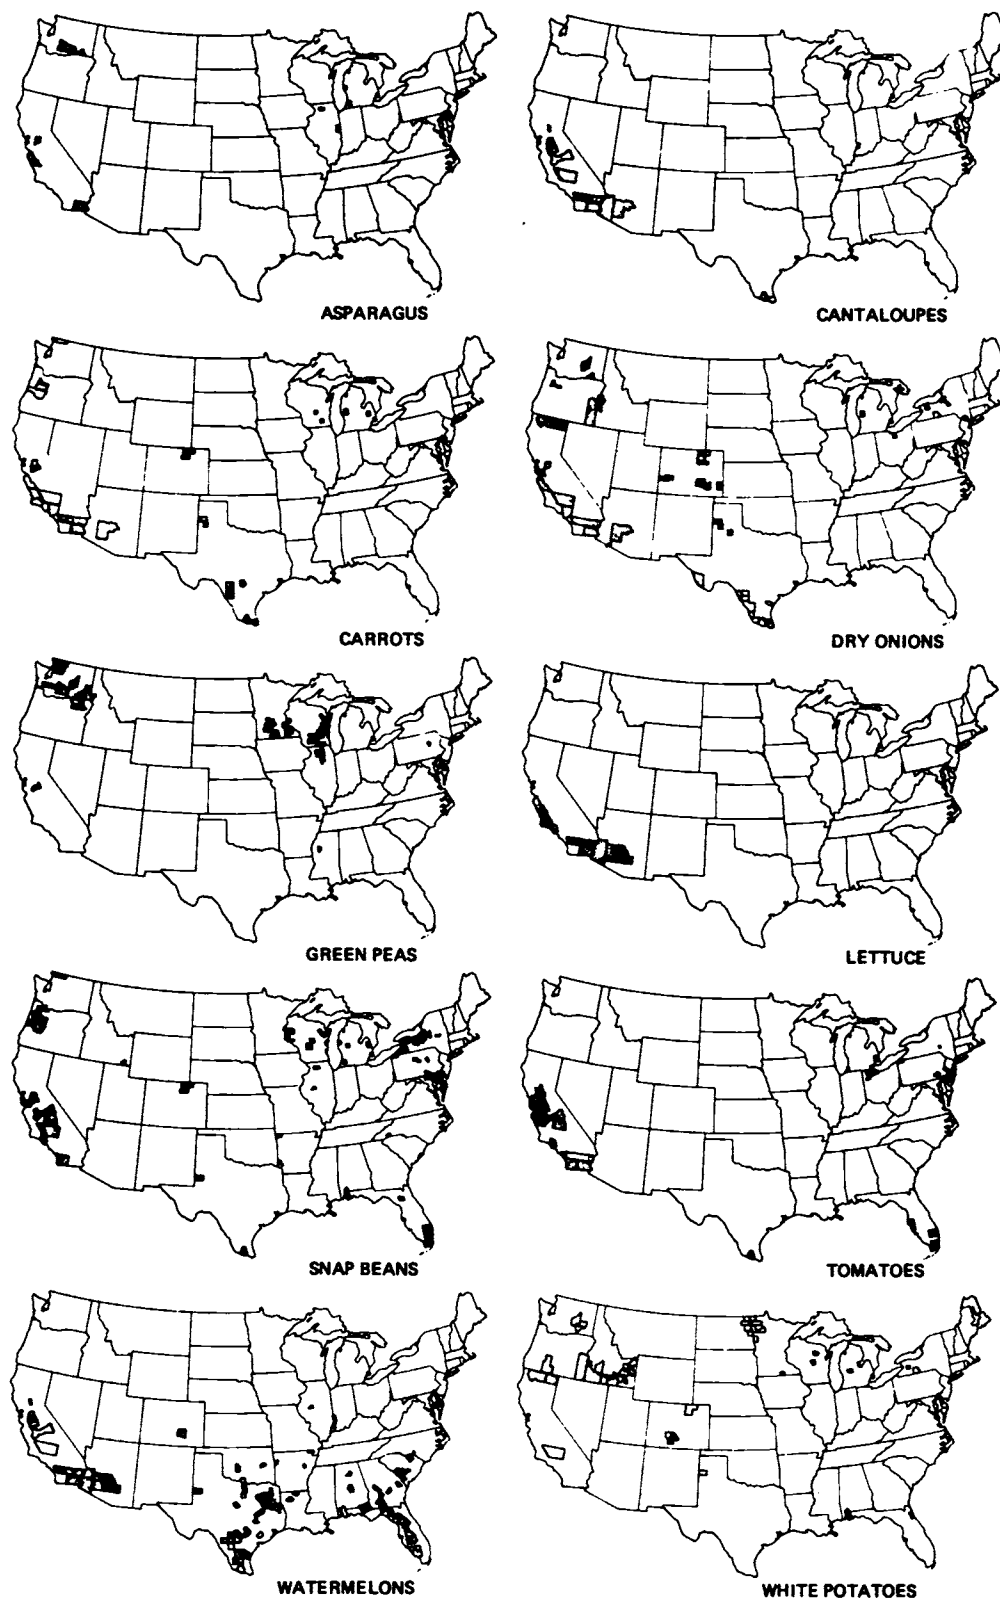 ASPARAGUS
CANTALOUPES
CARROTS
DRY ONIONS
GREEN PEAS
LETTUCE
SNAP BEANS
TOMATOES
WATERMELONS
WHITE POTATOES